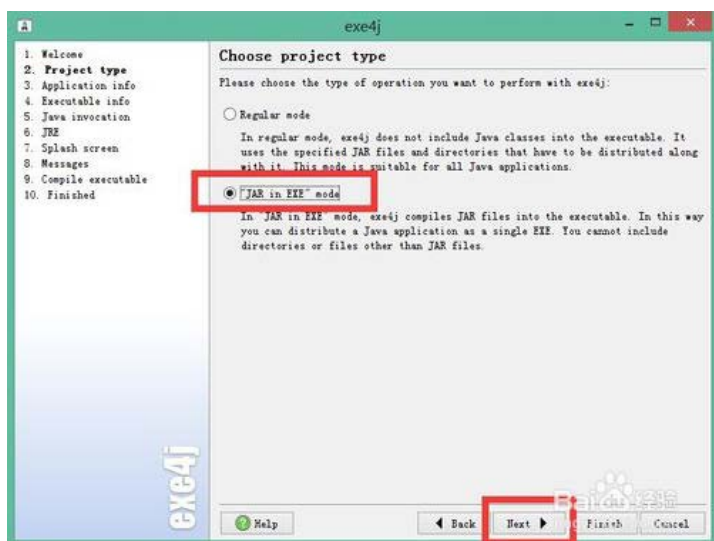 exe4j
1. Welcome
2. Project type
3. Application info
4. Executable info
5. Java invocation
6. JRE
7. Splash screen
8. Messages
9. Compile executable
10. Finished
exe4j
Choose project type
Please choose the type of operation you want to perform with exe4j:
Regular mode
In regular mode, exe4j does not include Java classes into the executable. It
uses the specified JAR files and directories that have to be distributed along
with it. This mode is suitable for all Java applications.
"JAR in EXE" mode
In "JAR in EXE" mode, exe4j compiles JAR files into the executable. In this way
you can distribute a Java application as a single EXE. You cannot include
directories or files other than JAR files.
Help
Back
Next
Finish
Cancel
Baidu 经验